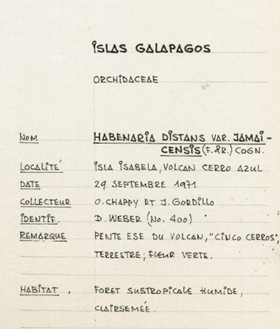 ISLAS GALAPAGOS
ORCHIDACEAE
NOM HABENARIA DISTANS VAR. JAMAI-
CENSIS (F. & R.) COGN.
LOCALITÉ ISLA ISABELA, VOLCAN CERRO AZUL
DATE 29 SEPTEMBRE 1971
COLLECTEUR O. CHAPPY ET J. GORDILLO
IDENTIF. D. WEBER (No. 400)
REMARQUE PENTE ESE DU VOLCAN, "CINCO CERROS",
TERRESTRE; FLEUR VERTE.
HABITAT. FORET SUBTROPICALE HUMIDE,
CLAIRSEMÉE.